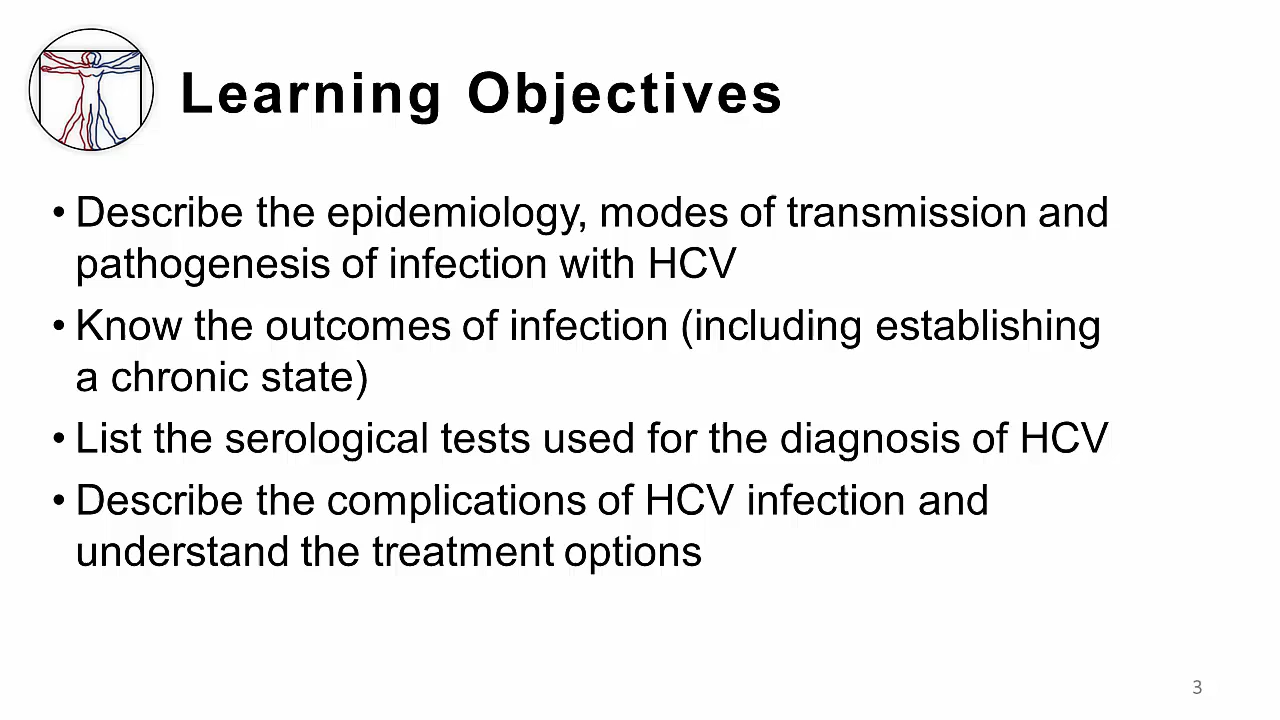 Learning Objectives
• Describe the epidemiology, modes of transmission and
pathogenesis of infection with HCV
• Know the outcomes of infection (including establishing
a chronic state)
• List the serological tests used for the diagnosis of HCV
• Describe the complications of HCV infection and
understand the treatment options
3